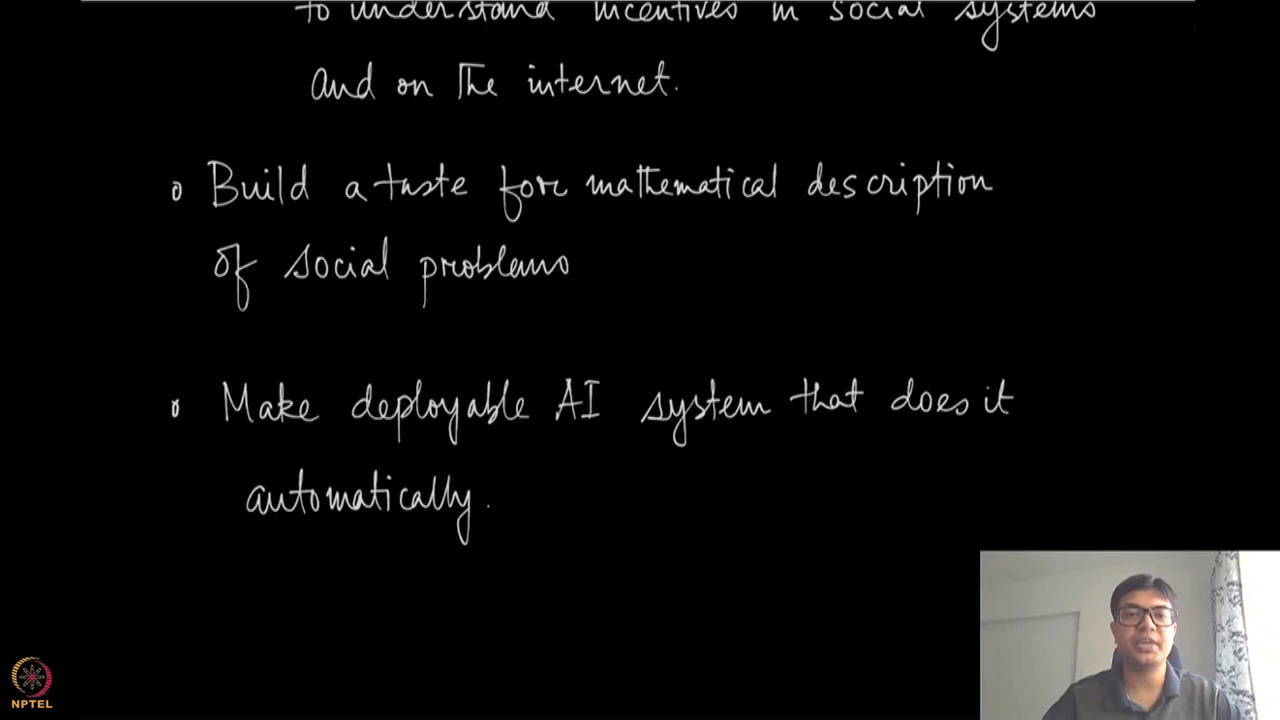 to understand incentives in social systems
and on the internet.
o Build a taste for mathematical description
of social problems
• Make deployable AI system that does it
automatically.
NPTEL